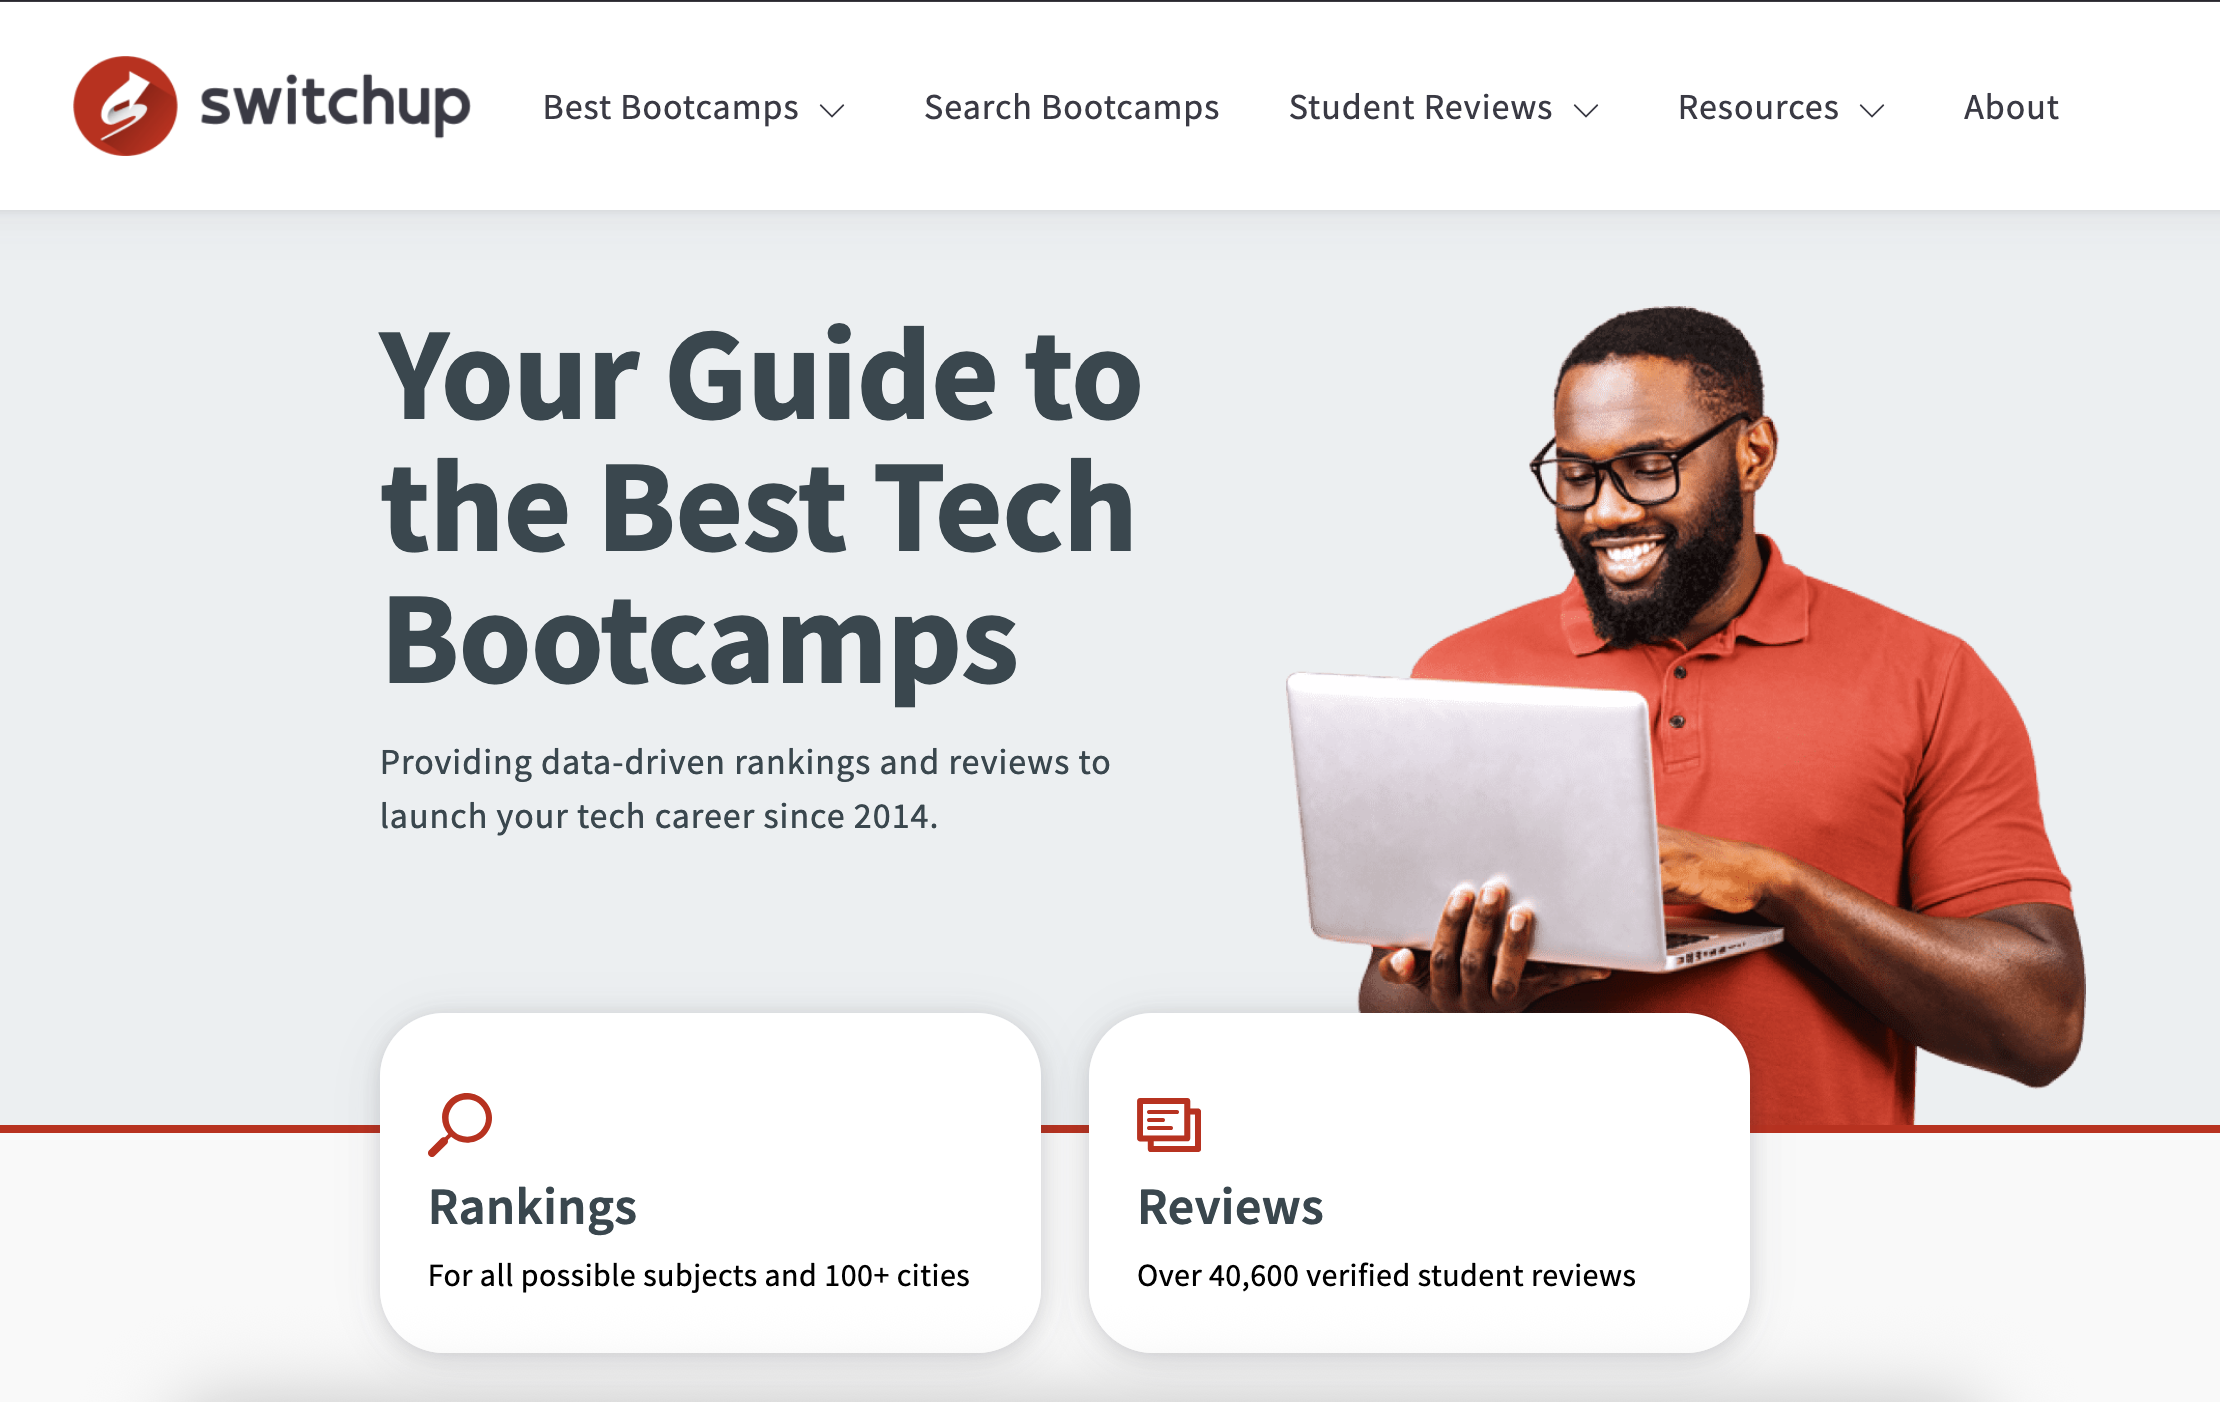 switchup
Best Bootcamps
Search Bootcamps
Student Reviews
Resources
About
Your Guide to
the Best Tech
Bootcamps
Providing data-driven rankings and reviews to
launch your tech career since 2014.
Rankings
For all possible subjects and 100+ cities
Reviews
Over 40,600 verified student reviews